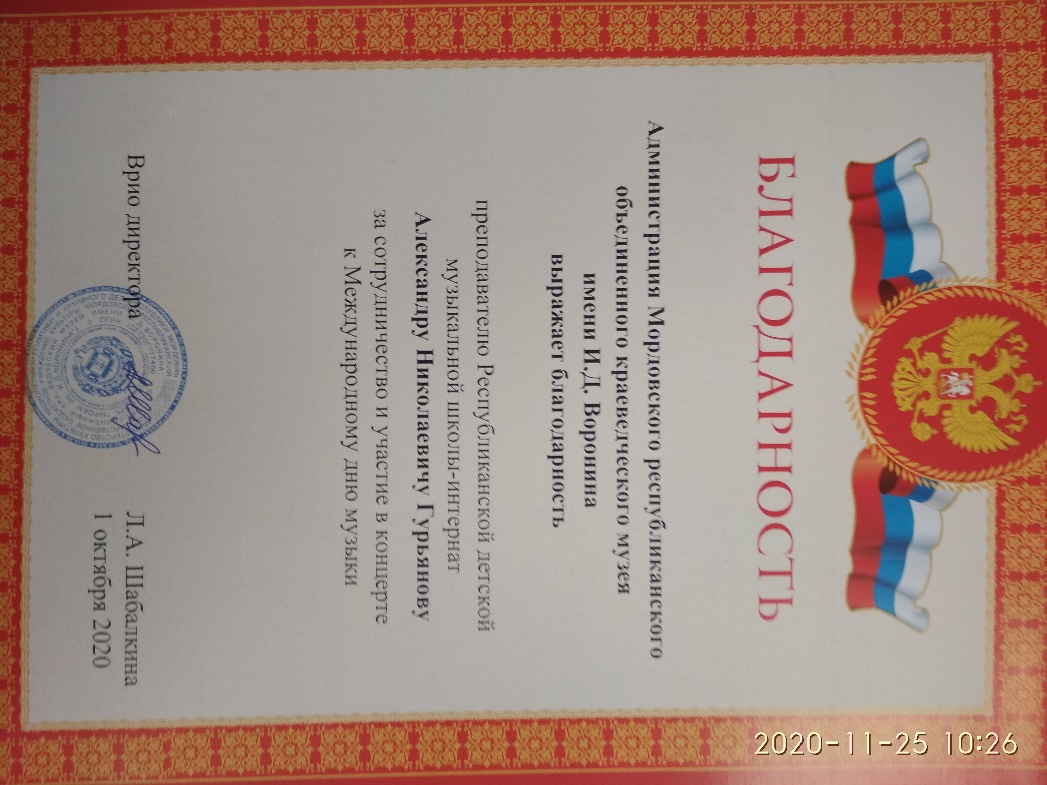 БЛАГОДАРНОСТЬ
Администрация Мордовского республиканского
объединенного краеведческого музея
имени И.Д. Воронина
выражает благодарность
преподавателю Республиканской детской
музыкальной школы-интернат
Александру Николаевичу Гурьянову
за сотрудничество и участие в концерте
к Международному дню музыки
Врио директора
Л.А. Шабалкина
1 октября 2020
2020-11-25 10:26